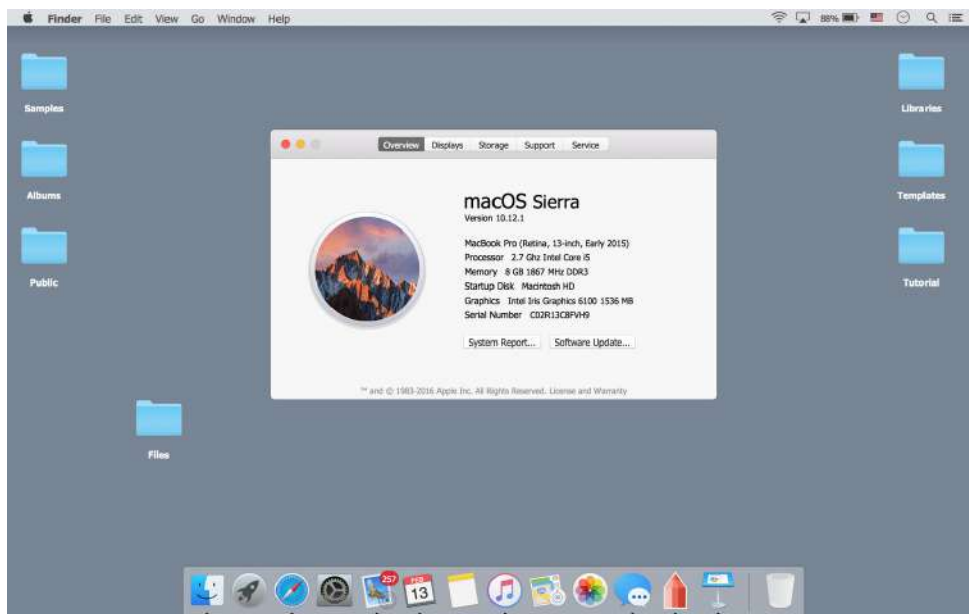 Finder File Edit View Go Window Help 88%
Samples
Libraries
Overview Displays Storage Support Service
Albums
Templates
macOS Sierra
Version 10.12.1
MacBook Pro (Retina, 13-inch, Early 2015)
Processor 2.7 Ghz Intel Core i5
Memory 8 GB 1867 MHz DDR3
Startup Disk Macintosh HD
Graphics Intel Iris Graphics 6100 1536 MB
Serial Number C02R13C8FVH9
Public
Tutorial
System Report... Software Update...
™ and © 1983-2016 Apple Inc. All Rights Reserved. License and Warranty
Files
257
FEB
13